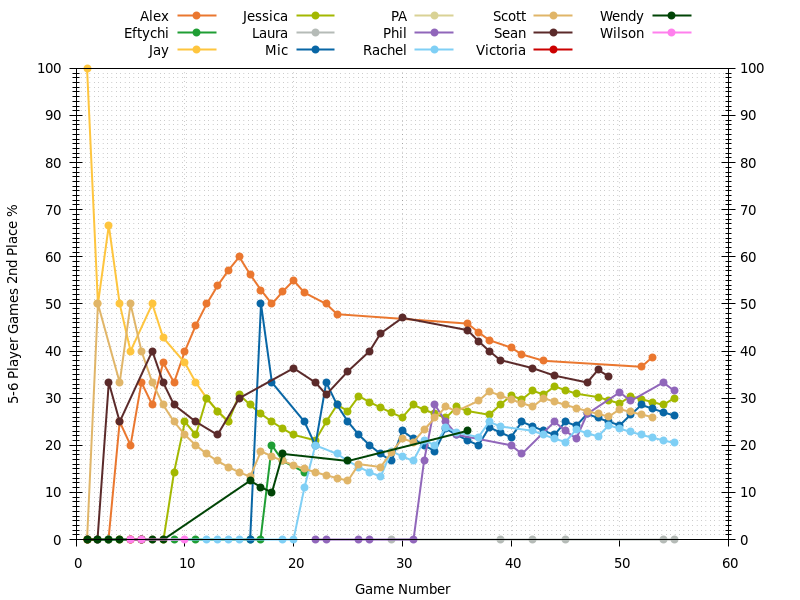 Alex Jessica PA Scott Wendy
Eftychi Laura Phil Sean Wilson
Jay Mic Rachel Victoria
100 100
90 90
80 80
70 70
60 60
50 50
40 40
30 30
20 20
10 10
0 0
0 10 20 30 40 50 60
5-6 Player Games 2nd Place %
Game Number